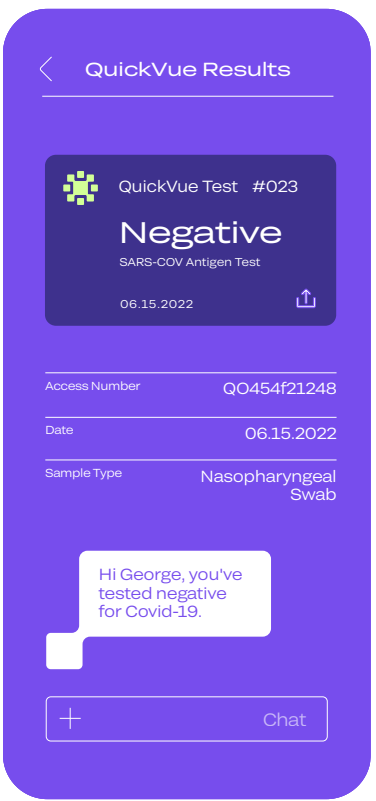 QuickVue Results
QuickVue Test #023
Negative
SARS-COV Antigen Test
06.15.2022
Access Number QO454f21248
Date 06.15.2022
Sample Type Nasopharyngeal
Swab
Hi George, you've
tested negative
for Covid-19.
Chat